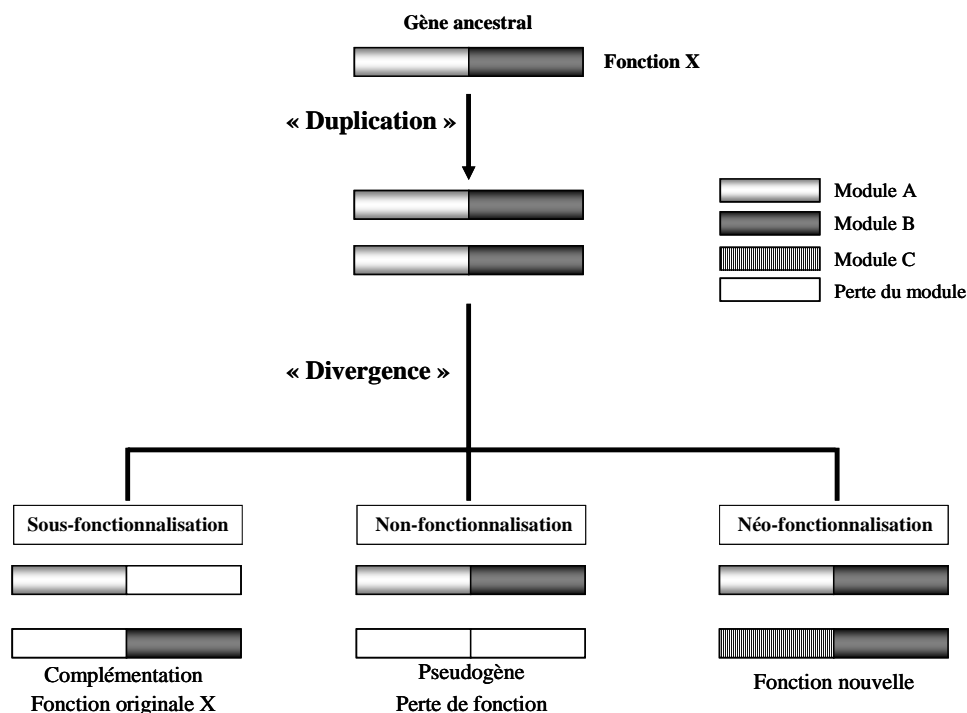 Gène ancestral
Fonction X
« Duplication »
Module A
Module B
Module C
Perte du module
« Divergence »
Sous-fonctionnalisation
Non-fonctionnalisation
Néo-fonctionnalisation
Complémentation
Fonction originale X
Pseudogène
Perte de fonction
Fonction nouvelle